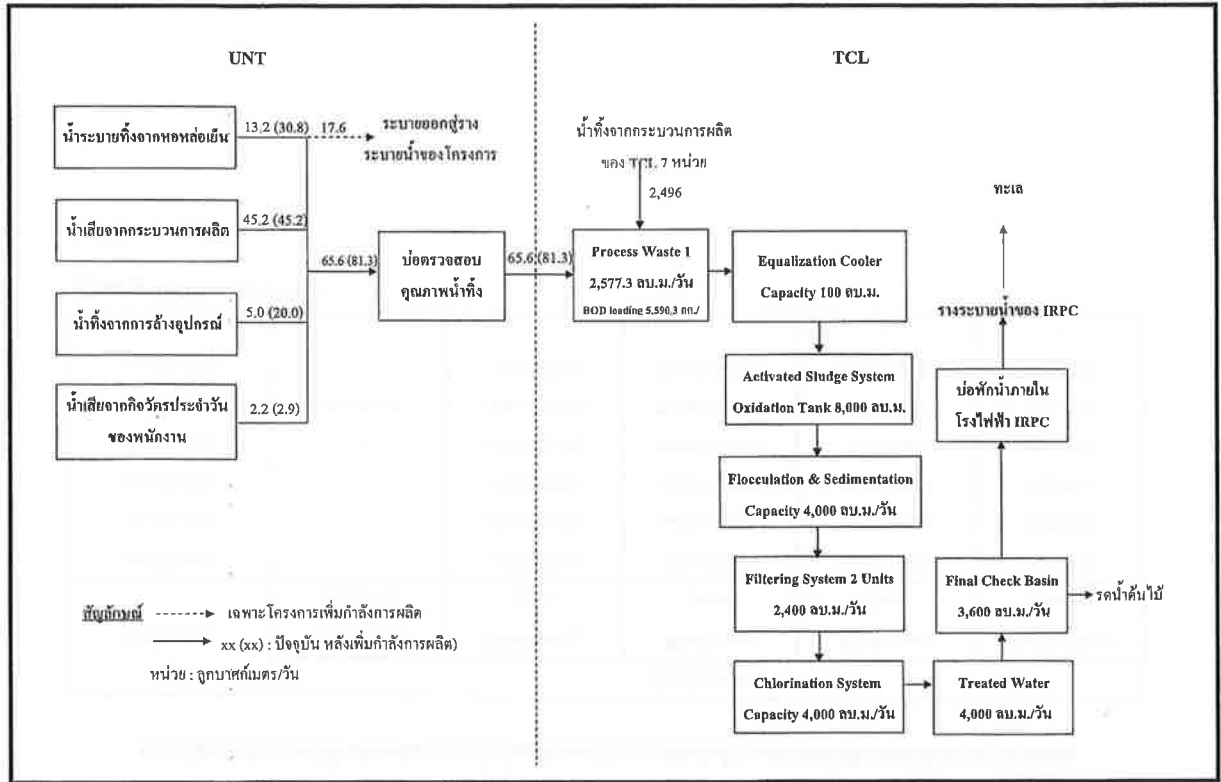 UNT
TCL
น้ำระบายทิ้งจากหอหล่อเย็น
13.2 (30.8)
17.6
ระบายออกสู่ราง
ระบายน้ำของโครงการ
น้ำเสียจากกระบวนการผลิต
45.2 (45.2)
น้ำทิ้งจากการล้างอุปกรณ์
5.0 (20.0)
น้ำเสียจากกิจวัตรประจำวัน
ของพนักงาน
2.2 (2.9)
65.6 (81.3)
บ่อตรวจสอบ
คุณภาพน้ำทิ้ง
65.6 (81.3)
น้ำทิ้งจากกระบวนการผลิต
ของ TCL 7 หน่วย
2,496
Process Waste 1
2,577.3 ลบ.ม./วัน
BOD loading 5,590.3 กก./
Equalization Cooler
Capacity 100 ลบ.ม.
Activated Sludge System
Oxidation Tank 8,000 ลบ.ม.
Flocculation & Sedimentation
Capacity 4,000 ลบ.ม./วัน
Filtering System 2 Units
2,400 ลบ.ม./วัน
Chlorination System
Capacity 4,000 ลบ.ม./วัน
Treated Water
4,000 ลบ.ม./วัน
Final Check Basin
3,600 ลบ.ม./วัน
รดน้ำต้นไม้
บ่อพักน้ำภายใน
โรงไฟฟ้า IRPC
รางระบายน้ำของ IRPC
ทะเล
สัญลักษณ์ เฉพาะโครงการเพิ่มกำลังการผลิต
xx (xx) : ปัจจุบัน หลังเพิ่มกำลังการผลิต)
หน่วย : ลูกบาศก์เมตร/วัน